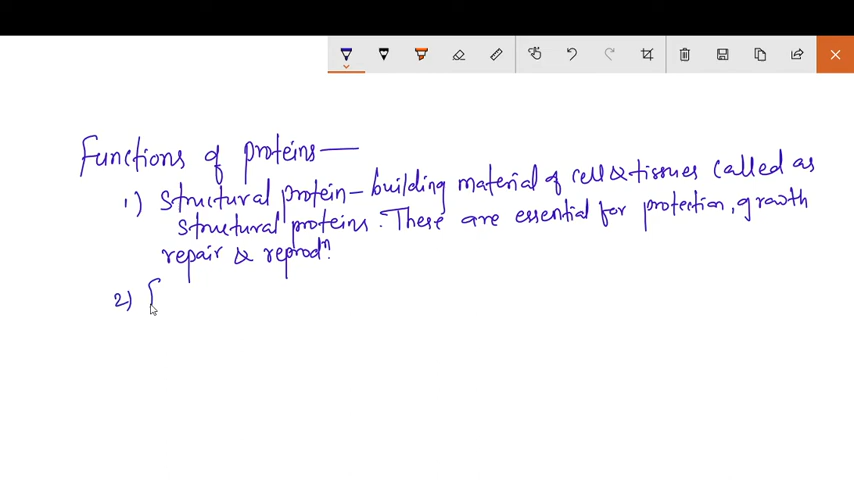 Functions of proteins —
1) Structural protein - building material of cell & tissues called as
structural proteins. These are essential for protection, growth
repair & reprodⁿ.
2)